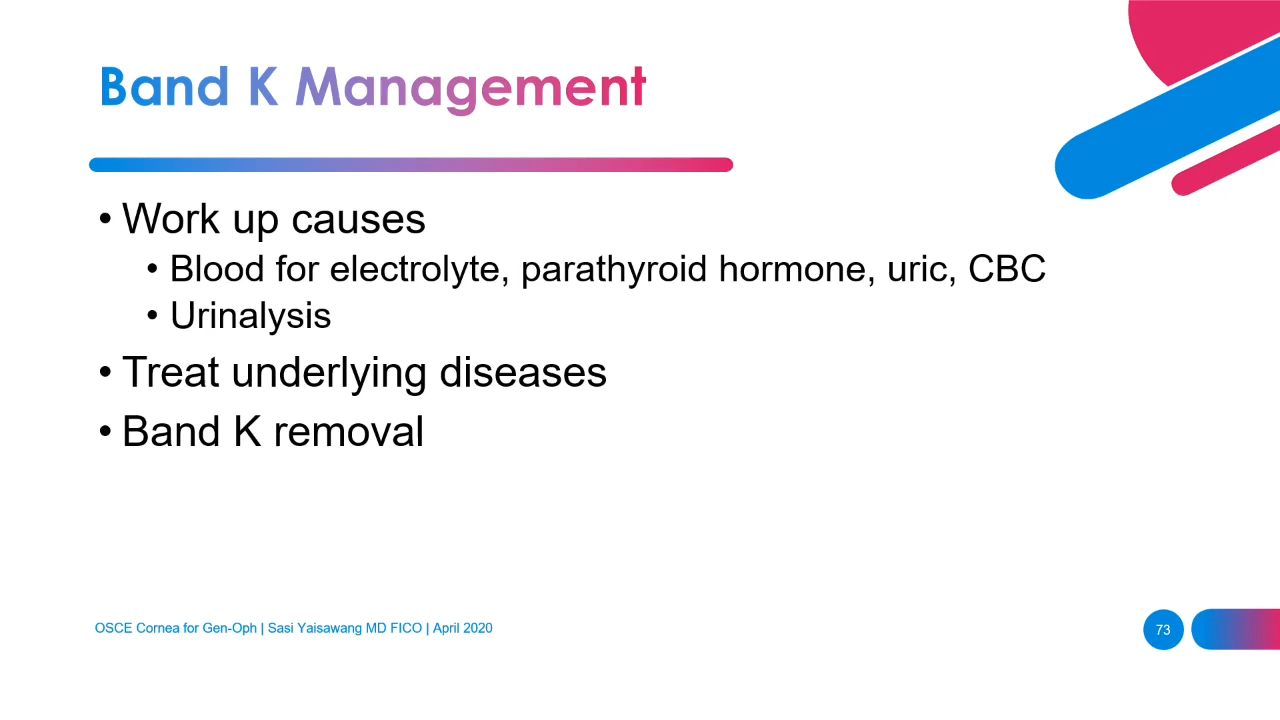 Band K Management
• Work up causes
• Blood for electrolyte, parathyroid hormone, uric, CBC
• Urinalysis
• Treat underlying diseases
• Band K removal
OSCE Cornea for Gen-Oph | Sasi Yaisawang MD FICO | April 2020
73